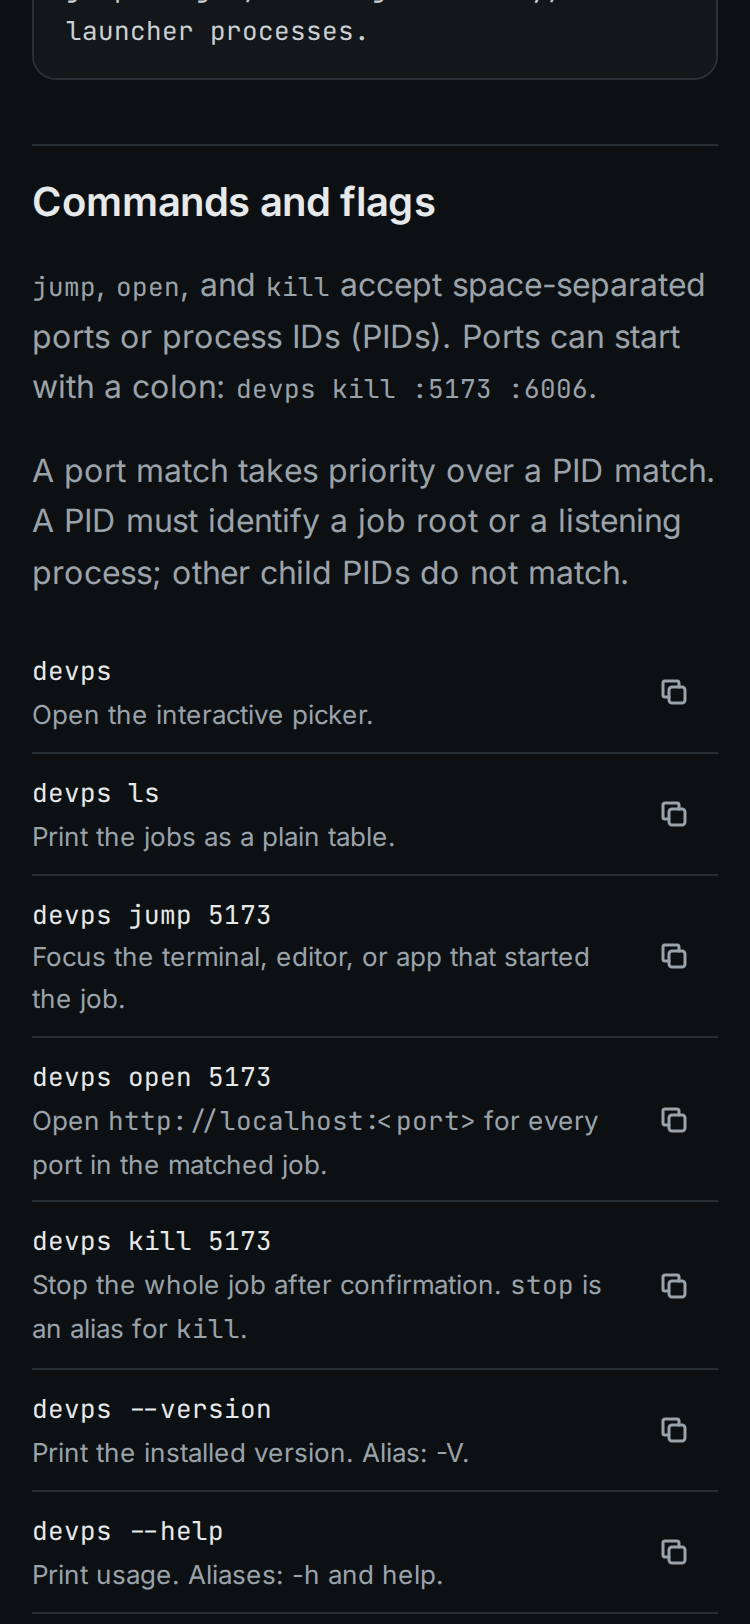 launcher processes.
Commands and flags
jump, open, and kill accept space-separated
ports or process IDs (PIDs). Ports can start
with a colon: devps kill :5173 :6006.
A port match takes priority over a PID match.
A PID must identify a job root or a listening
process; other child PIDs do not match.
devps
Open the interactive picker.
devps ls
Print the jobs as a plain table.
devps jump 5173
Focus the terminal, editor, or app that started
the job.
devps open 5173
Open http://localhost:<port> for every
port in the matched job.
devps kill 5173
Stop the whole job after confirmation. stop is
an alias for kill.
devps --version
Print the installed version. Alias: -V.
devps --help
Print usage. Aliases: -h and help.